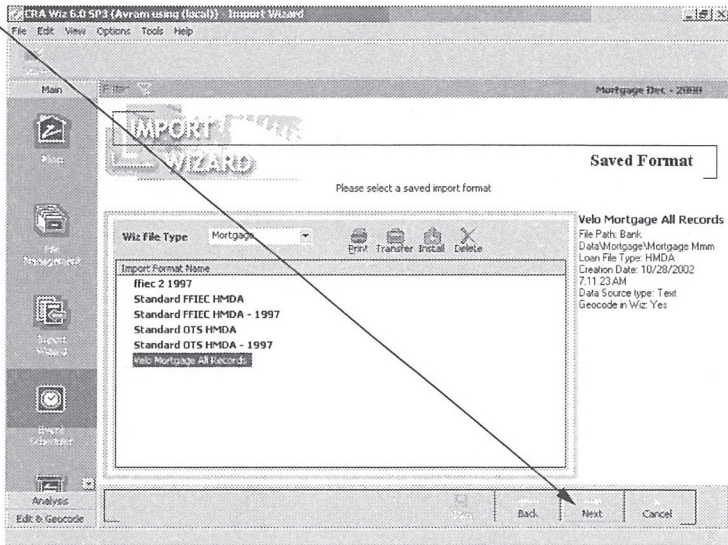 CRA Wiz 6.0 SP3 (Avram using (local)) - Import Wizard
File Edit View Options Tools Help
Main
Filter
Mortgage Dec - 2000
IMPORT
WIZARD
Saved Format
Please select a saved import format
Wiz File Type Mortgage
Print Transfer Install Delete
Import Format Name
ffiec 2 1997
Standard FFIEC HMDA
Standard FFIEC HMDA - 1997
Standard OTS HMDA
Standard OTS HMDA - 1997
Velo Mortgage All Records
Velo Mortgage All Records
File Path: Bank
Data\Mortgage\Mortgage Mmm
Loan File Type: HMDA
Creation Date: 10/28/2002
7:11:23 AM
Data Source type: Text
Geocode in Wiz: Yes
File
Management
Import
Wizard
Event
Scheduler
Analysis
Edit & Geocode
Back Next Cancel